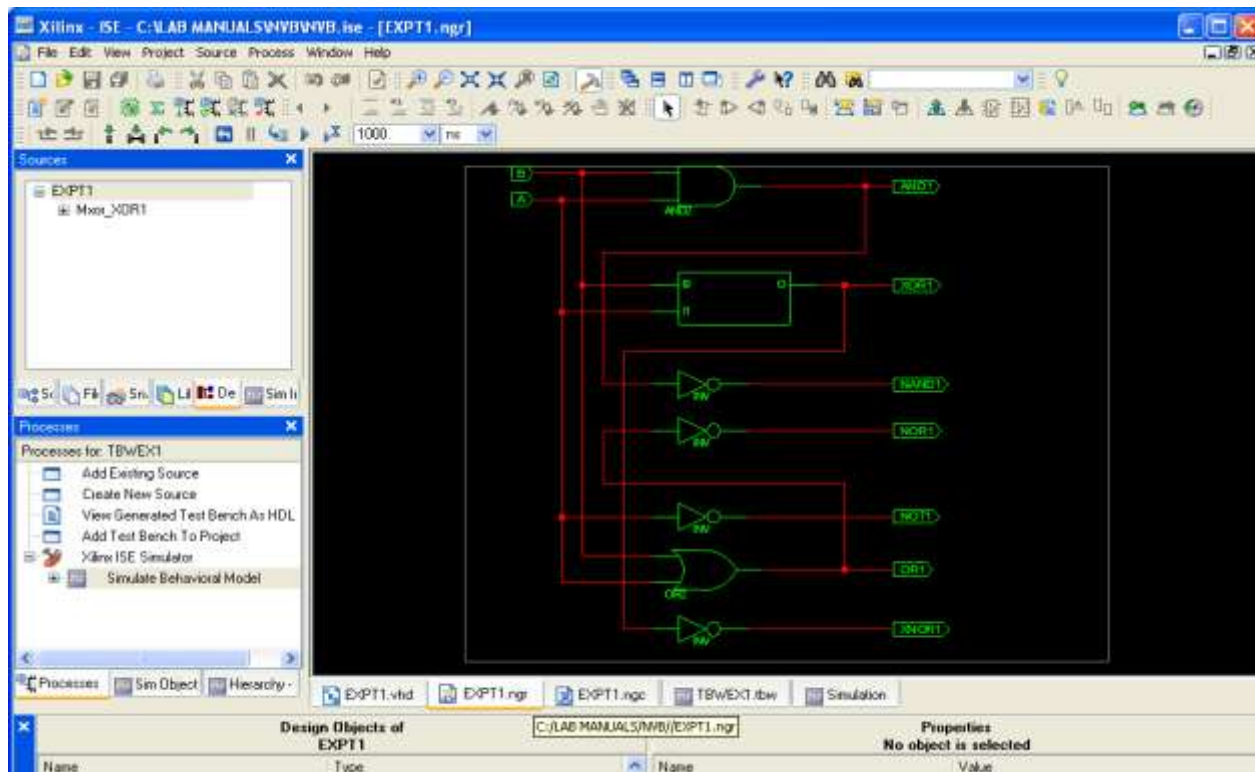 Xilinx - ISE - C:\LAB MANUALS\NVB\NVB.ise - [EXPT1.ngr]
File Edit View Project Source Process Window Help
1000 ns
Sources
EXPT1
Mxor_XOR1
De
Sim
Processes
Processes for: TBWEX1
Add Existing Source
Create New Source
View Generated Test Bench As HDL
Add Test Bench To Project
Xilinx ISE Simulator
Simulate Behavioral Model
Processes Sim Object Hierarchy -
B
A
AND1
XOR1
INV
NAND1
INV
NOR1
INV
NOT1
OR2
OR1
INV
XNOR1
EXPT1.vhd EXPT1.ngr EXPT1.ngc TBWEX1.tbw Simulation
C:/LAB MANUALS/NVB//EXPT1.ngr
Design Objects of
EXPT1
Properties
No object is selected
Name Type Name Value